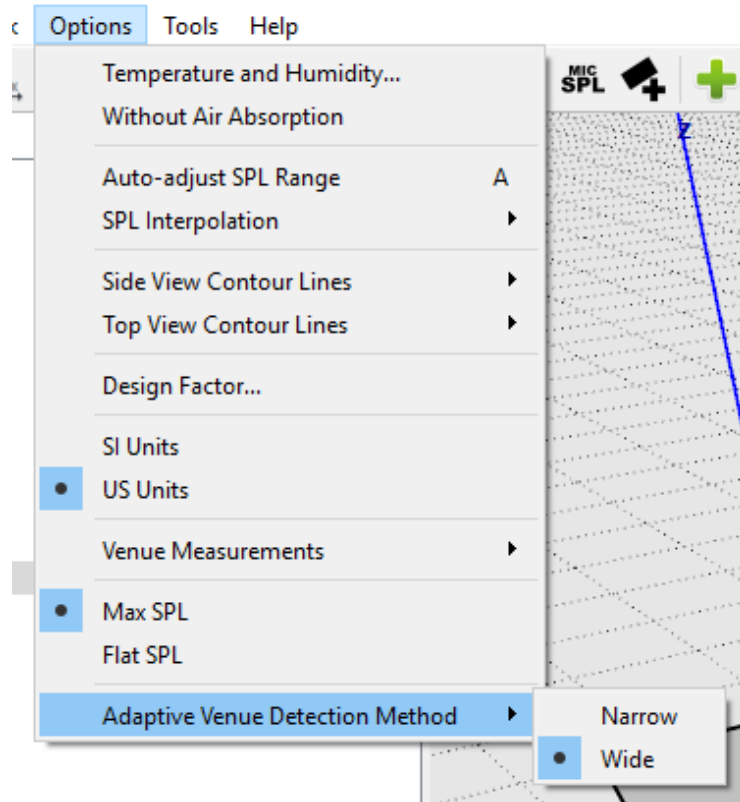 Options Tools Help
MIC
SPL
Temperature and Humidity...
Without Air Absorption
Z
Auto-adjust SPL Range A
SPL Interpolation
Side View Contour Lines
Top View Contour Lines
Design Factor...
SI Units
US Units
Venue Measurements
Max SPL
Flat SPL
Adaptive Venue Detection Method
Narrow
Wide